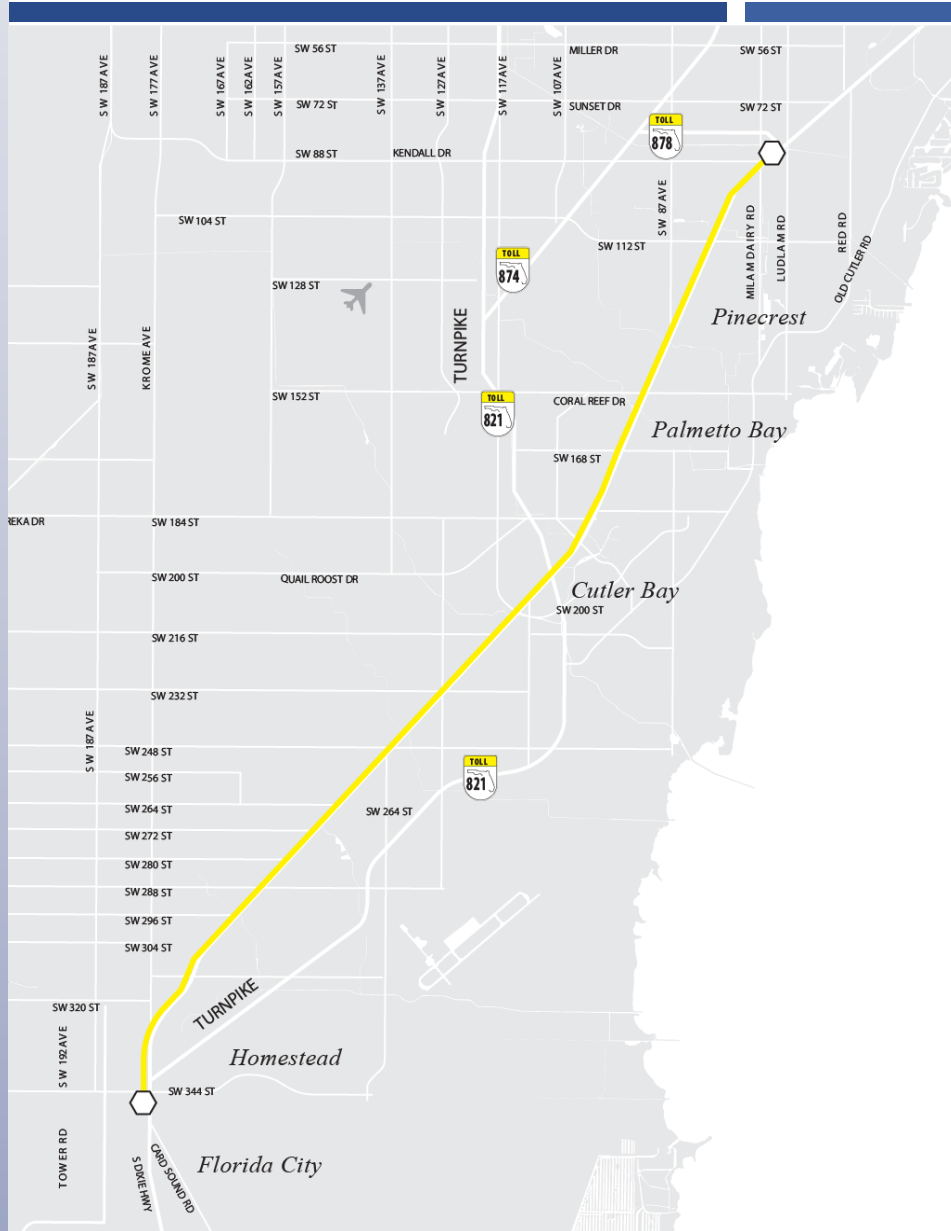 SW 56 ST
MILLER DR
SW 56 ST
SW 187 AVE
SW 177 AVE
SW 167 AVE
SW 162 AVE
SW 157 AVE
SW 137 AVE
SW 127 AVE
SW 117 AVE
SW 107 AVE
SW 72 ST
SUNSET DR
SW 72 ST
TOLL
878
SW 88 ST
KENDALL DR
SW 87 AVE
SW 104 ST
SW 112 ST
MILAM DAIRY RD
LUDLAM RD
RED RD
OLD CUTLER RD
TOLL
874
SW 128 ST
Pinecrest
SW 187 AVE
KROME AVE
TURNPIKE
SW 152 ST
TOLL
821
CORAL REEF DR
Palmetto Bay
SW 168 ST
REKA DR
SW 184 ST
SW 200 ST
QUAIL ROOST DR
Cutler Bay
SW 200 ST
SW 216 ST
SW 232 ST
SW 187 AVE
SW 248 ST
SW 256 ST
TOLL
821
SW 264 ST
SW 264 ST
SW 272 ST
SW 280 ST
SW 288 ST
SW 296 ST
SW 304 ST
SW 320 ST
TURNPIKE
SW 192 AVE
Homestead
SW 344 ST
TOWER RD
S DIXIE HWY
CARD SOUND RD
Florida City